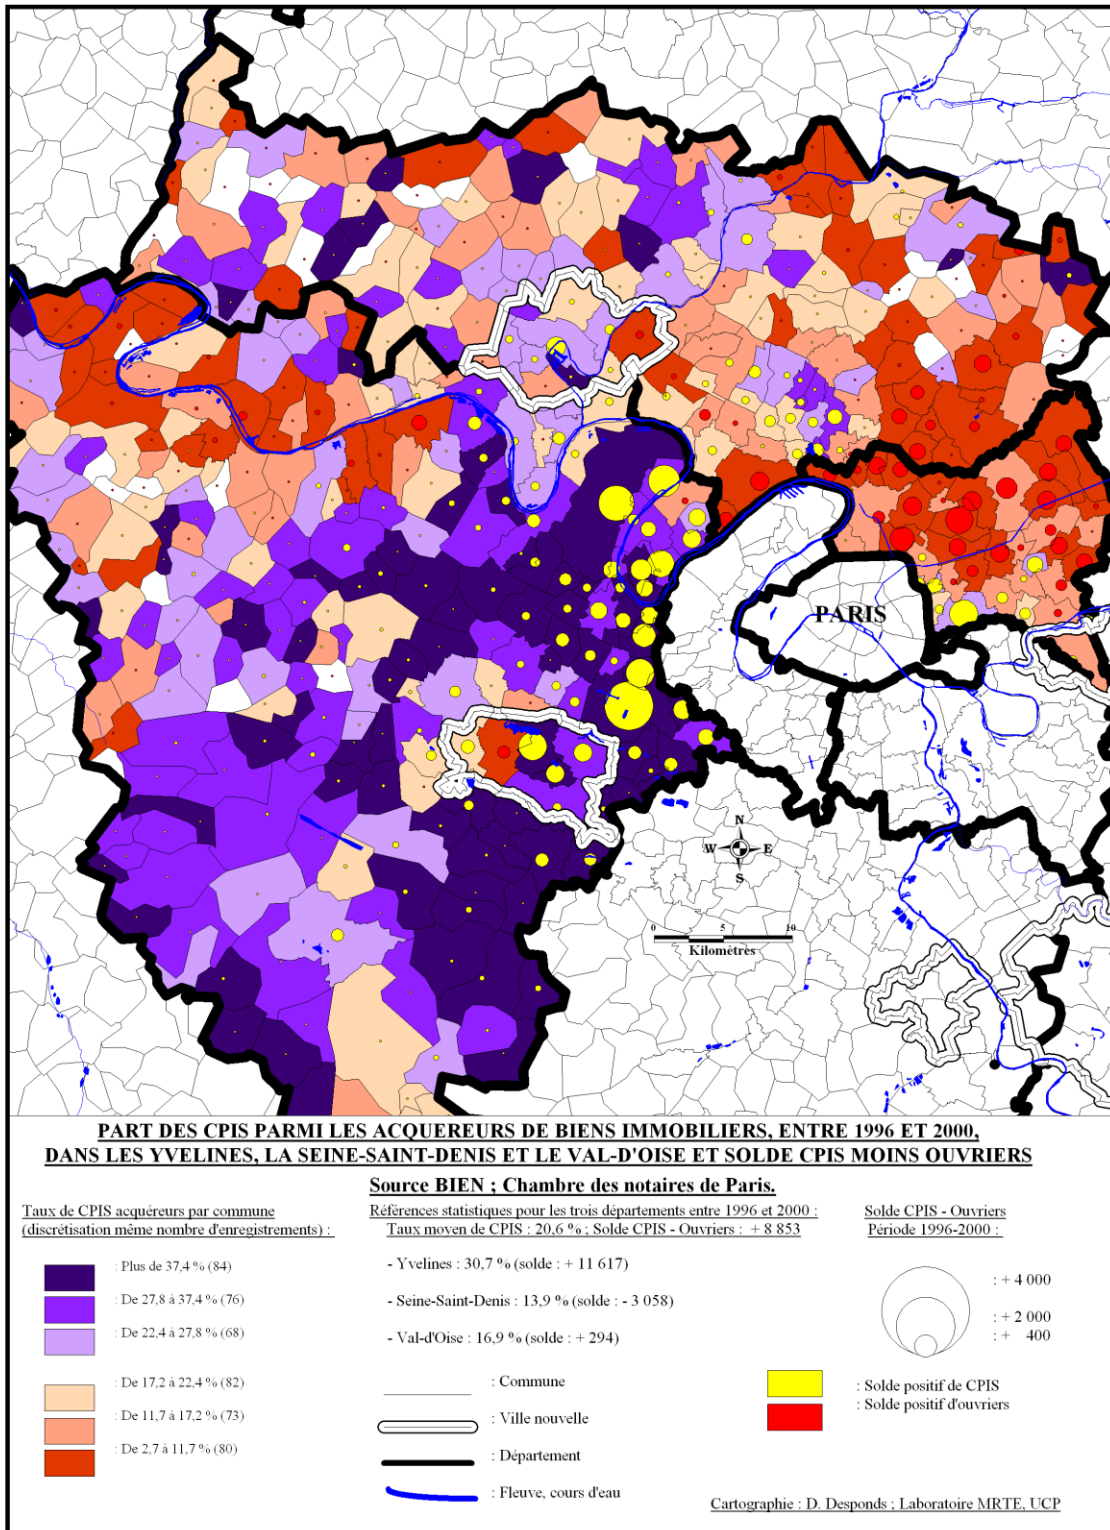 PARIS
N
W E
S
0 5 10
Kilomètres
PART DES CPIS PARMI LES ACQUEREURS DE BIENS IMMOBILIERS, ENTRE 1996 ET 2000,
DANS LES YVELINES, LA SEINE-SAINT-DENIS ET LE VAL-D'OISE ET SOLDE CPIS MOINS OUVRIERS
Source BIEN ; Chambre des notaires de Paris.
Taux de CPIS acquéreurs par commune
(discrétisation même nombre d'enregistrements) :
: Plus de 37,4 % (84)
: De 27,8 à 37,4 % (76)
: De 22,4 à 27,8 % (68)
: De 17,2 à 22,4 % (82)
: De 11,7 à 17,2 % (73)
: De 2,7 à 11,7 % (80)
Références statistiques pour les trois départements entre 1996 et 2000 :
Taux moyen de CPIS : 20,6 % ; Solde CPIS - Ouvriers : + 8 853
- Yvelines : 30,7 % (solde : + 11 617)
- Seine-Saint-Denis : 13,9 % (solde : - 3 058)
- Val-d'Oise : 16,9 % (solde : + 294)
: Commune
: Ville nouvelle
: Département
: Fleuve, cours d'eau
Solde CPIS - Ouvriers
Période 1996-2000 :
: + 4 000
: + 2 000
: + 400
: Solde positif de CPIS
: Solde positif d'ouvriers
Cartographie : D. Desponds ; Laboratoire MRTE, UCP